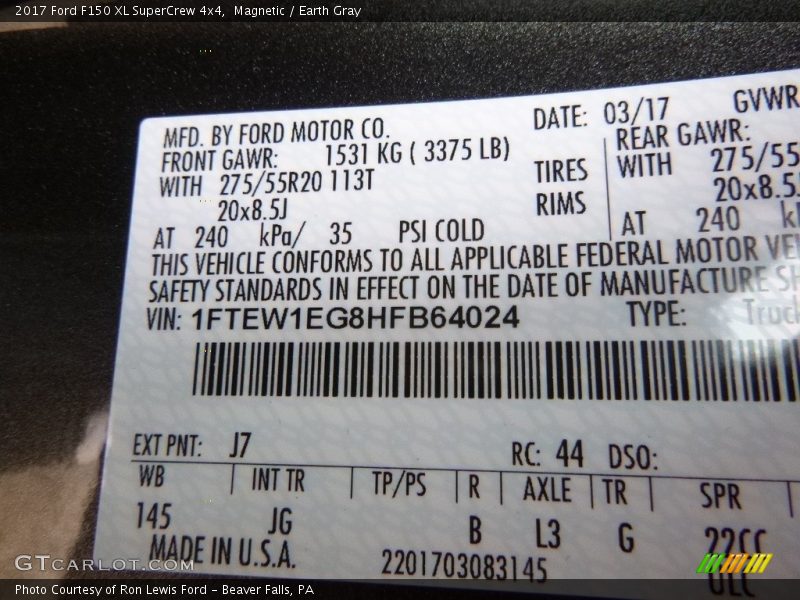 2017 Ford F150 XL SuperCrew 4x4,  Magnetic / Earth Gray
MFD. BY FORD MOTOR CO. DATE: 03/17 GVWR
FRONT GAWR: 1531 KG ( 3375 LB) REAR GAWR:
WITH 275/55R20 113T TIRES WITH 275/55
20x8.5J RIMS 20x8.5J
AT 240 kPa/ 35 PSI COLD AT 240
THIS VEHICLE CONFORMS TO ALL APPLICABLE FEDERAL MOTOR
SAFETY STANDARDS IN EFFECT ON THE DATE OF MANUFACTURE
VIN: 1FTEW1EG8HFB64024 TYPE: Truck
EXT PNT: J7 RC: 44 DSO:
WB INT TR TP/PS R AXLE TR SPR
145 JG B L3 G
MADE IN U.S.A. 2201703083145
GTcarlot.com
Photo Courtesy of Ron Lewis Ford - Beaver Falls, PA